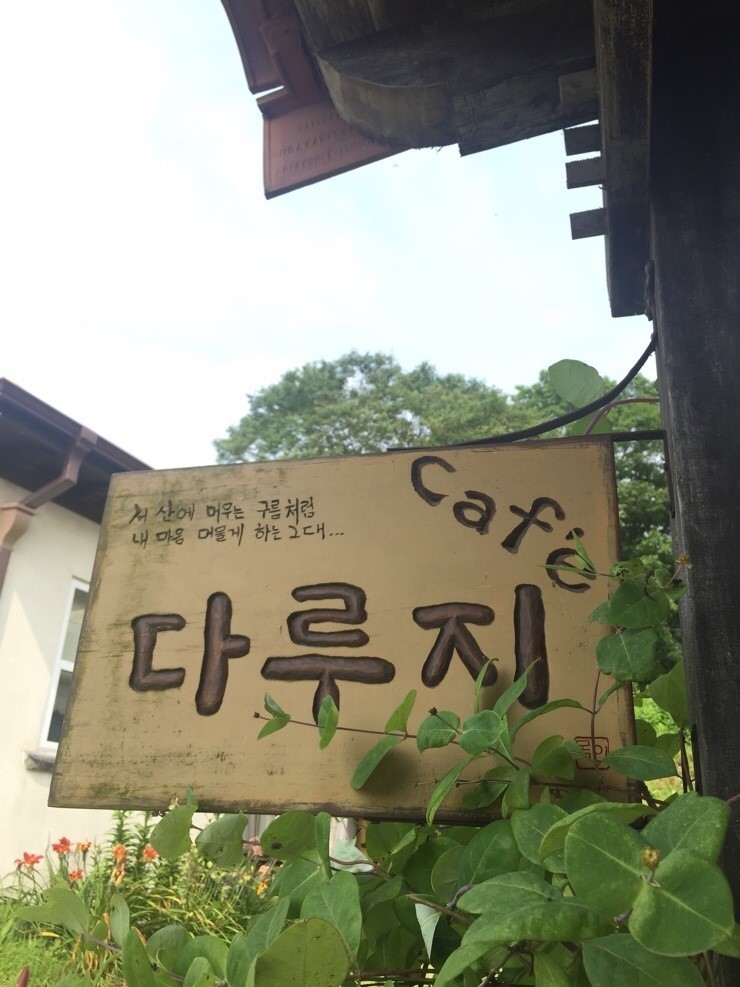 서 산에 머무는 구름처럼
내 마음 머물게 하는 그대...
Café
다루지